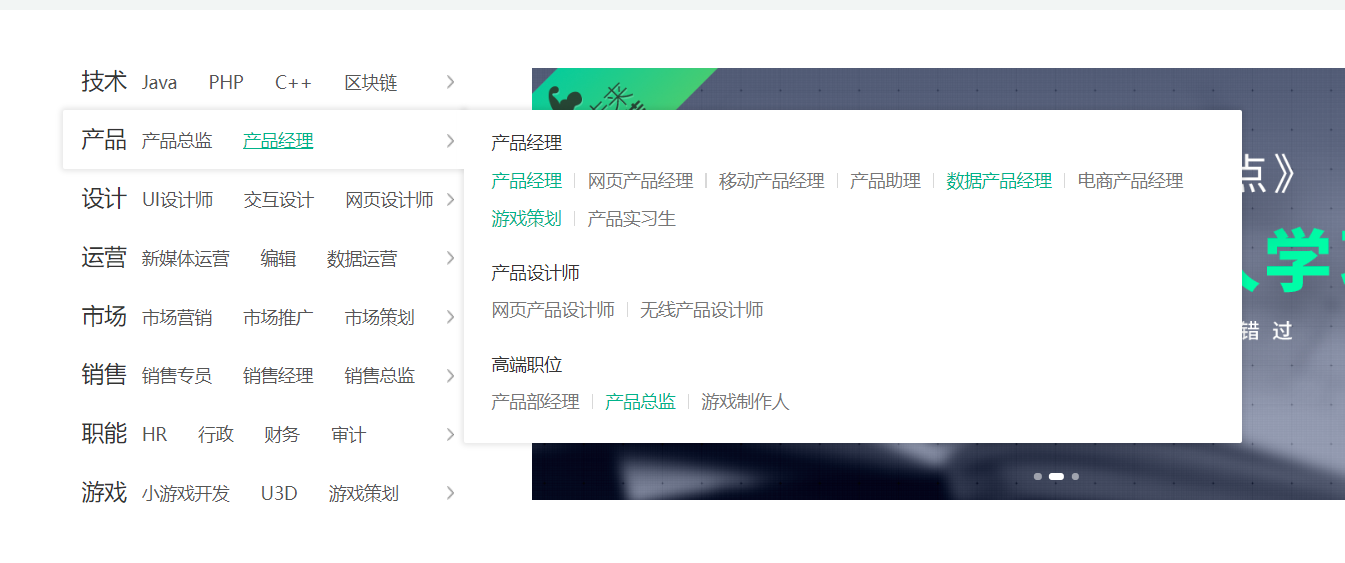 技术 Java PHP C++ 区块链
产品 产品总监 产品经理
设计 UI设计师 交互设计 网页设计师
运营 新媒体运营 编辑 数据运营
市场 市场营销 市场推广 市场策划
销售 销售专员 销售经理 销售总监
职能 HR 行政 财务 审计
游戏 小游戏开发 U3D 游戏策划
产品经理
产品经理 网页产品经理 移动产品经理 产品助理 数据产品经理 电商产品经理
游戏策划 产品实习生
产品设计师
网页产品设计师 无线产品设计师
高端职位
产品部经理 产品总监 游戏制作人
点》
学
错过